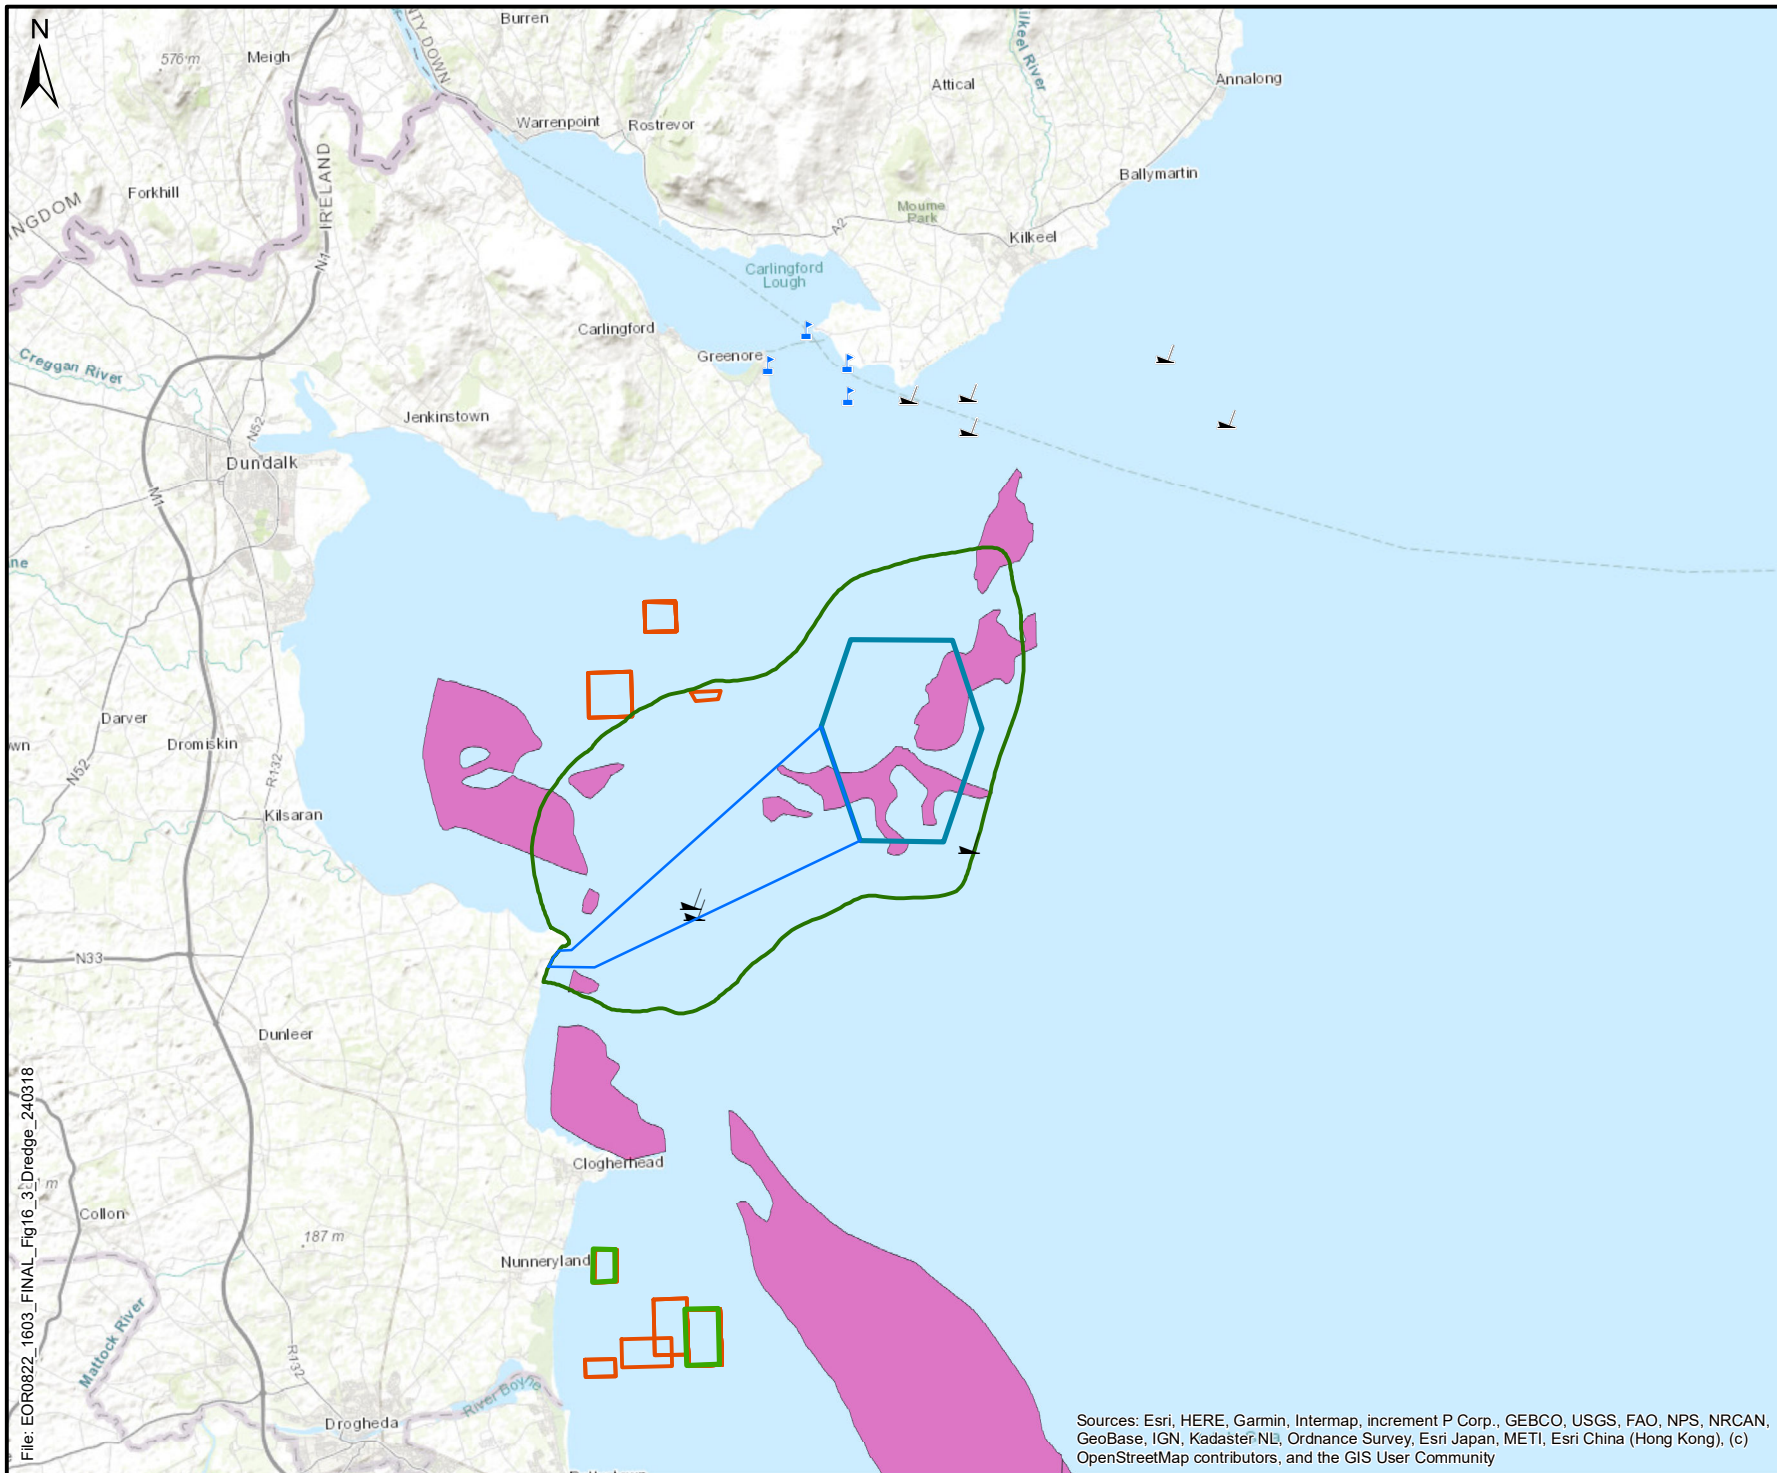 N
Burren
NTY DOWN
ilkeel River
576 m
Meigh
Attical
Annalong
Warrenpoint
Rostrevor
IRELAND
Ballymartin
Forkhill
INGDOM
Mourne
Park
A2
Kilkeel
N1
Carlingford
Lough
Carlingford
Greenore
Creggan River
Jenkinstown
N52
Dundalk
M1
ne
Darver
wn
Dromiskin
N52
R132
Kilsaran
N33
Dunleer
Clogherhead
Collon
187 m
Nunneryland
Mattock River
R132
River Boyne
Drogheda
File: EOR0822_1603_FINAL_Fig16_3_Dredge_240318
Sources: Esri, HERE, Garmin, Intermap, increment P Corp., GEBCO, USGS, FAO, NPS, NRCAN,
GeoBase, IGN, Kadaster NL, Ordnance Survey, Esri Japan, METI, Esri China (Hong Kong), (c)
OpenStreetMap contributors, and the GIS User Community